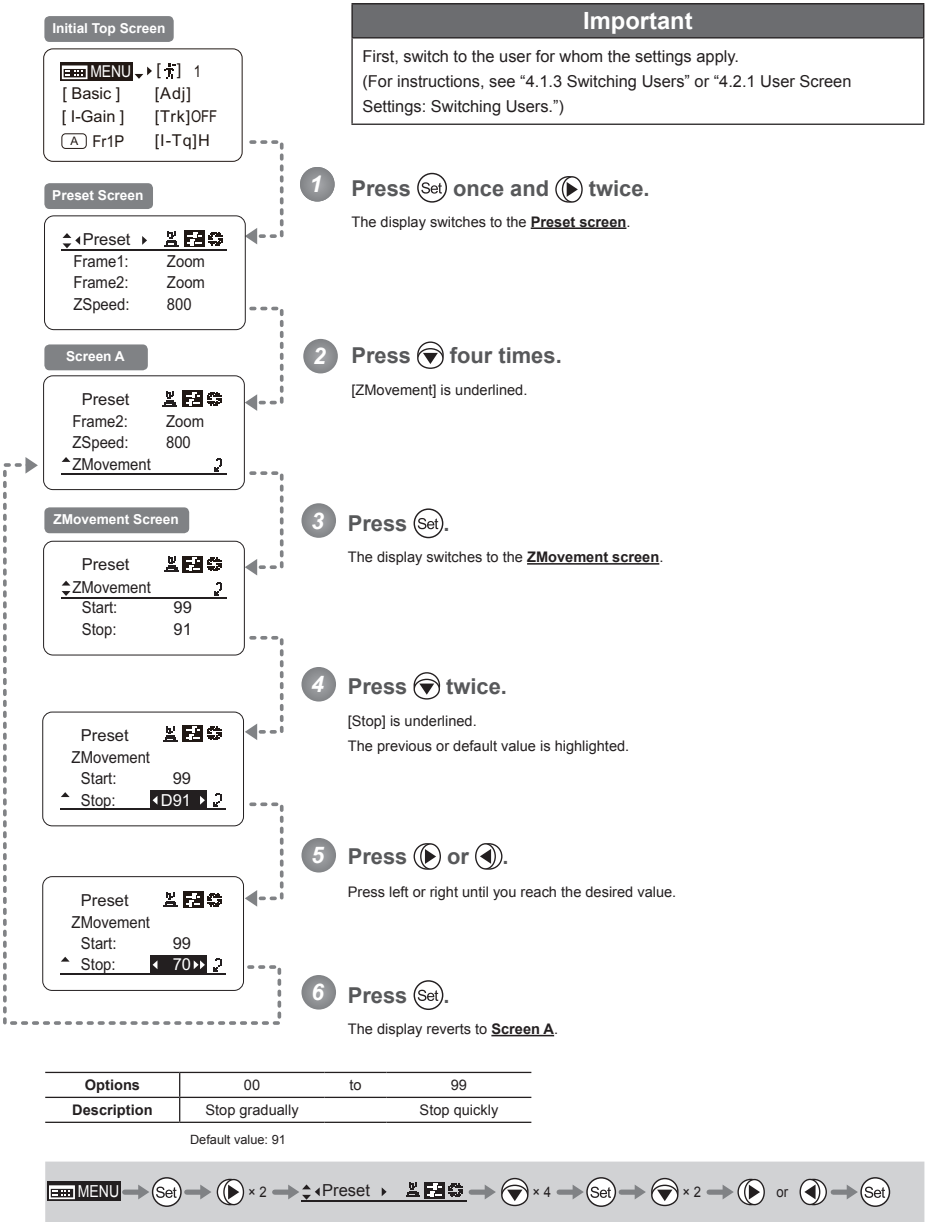 Important
First, switch to the user for whom the settings apply.
(For instructions, see “4.1.3 Switching Users” or “4.2.1 User Screen
Settings: Switching Users.”)
Initial Top Screen
MENU [ ] 1
[ Basic ] [Adj]
[ I-Gain ] [Trk]OFF
A Fr1P [I-Tq]H
1 Press Set once and twice.
The display switches to the Preset screen.
Preset Screen
Preset
Frame1: Zoom
Frame2: Zoom
ZSpeed: 800
2 Press four times.
[ZMovement] is underlined.
Screen A
Preset
Frame2: Zoom
ZSpeed: 800
ZMovement
3 Press Set.
The display switches to the ZMovement screen.
ZMovement Screen
Preset
ZMovement
Start: 99
Stop: 91
4 Press twice.
[Stop] is underlined.
The previous or default value is highlighted.
Preset
ZMovement
Start: 99
Stop: D91
5 Press or .
Press left or right until you reach the desired value.
Preset
ZMovement
Start: 99
Stop: 70
6 Press Set.
The display reverts to Screen A.
Options 00 to 99
Description Stop gradually Stop quickly
Default value: 91
MENU Set × 2 Preset × 4 Set × 2 or Set